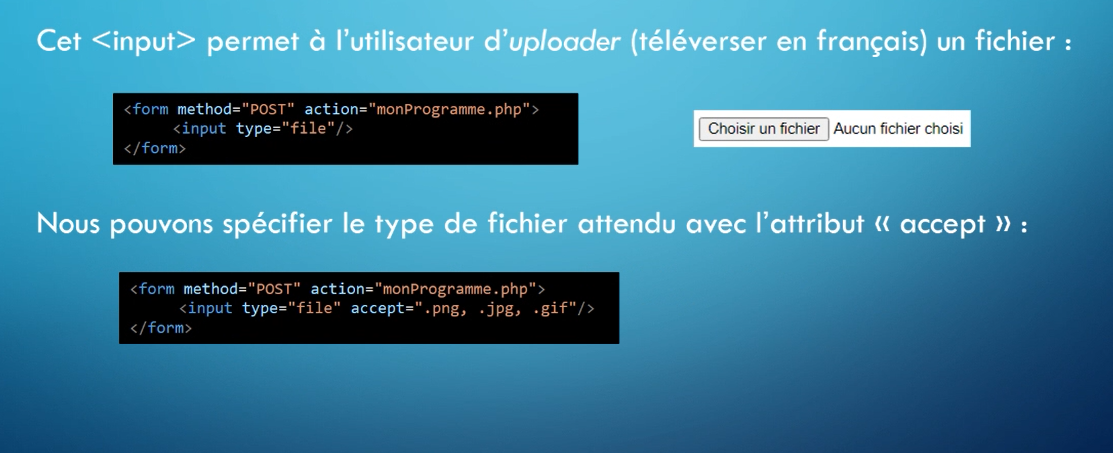 Cet <input> permet à l'utilisateur d'uploader (téléverser en français) un fichier :
<form method="POST" action="monProgramme.php">
<input type="file"/>
</form>
Choisir un fichier Aucun fichier choisi
Nous pouvons spécifier le type de fichier attendu avec l'attribut « accept » :
<form method="POST" action="monProgramme.php">
<input type="file" accept=".png, .jpg, .gif"/>
</form>